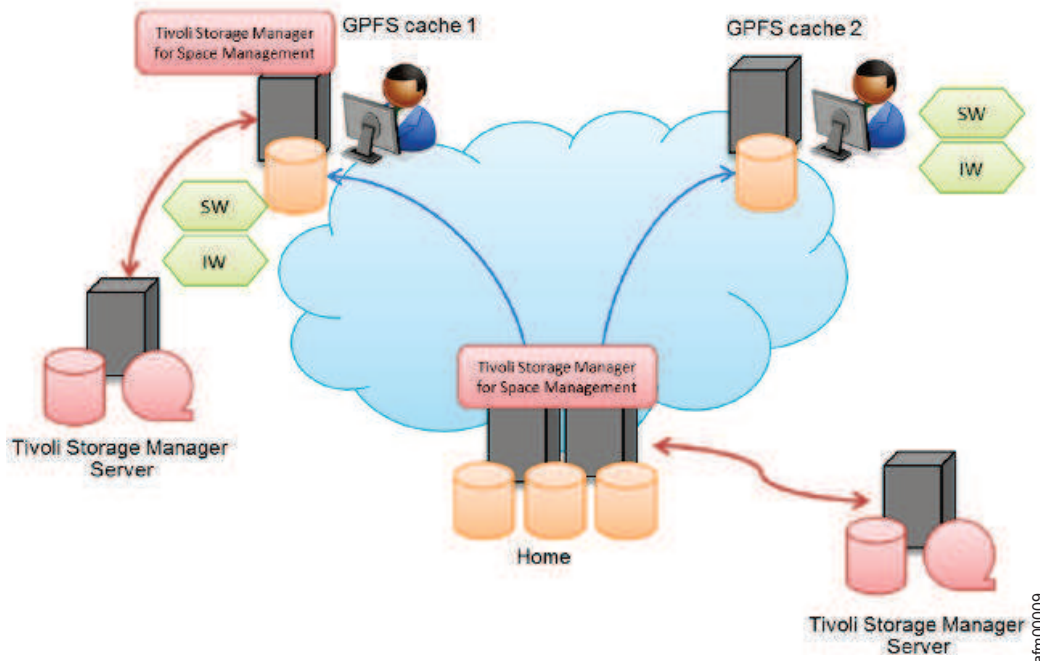 Tivoli Storage Manager
for Space Management
GPFS cache 1
GPFS cache 2
SW
IW
SW
IW
Tivoli Storage Manager
for Space Management
Tivoli Storage Manager
Server
Home
Tivoli Storage Manager
Server
afm00009